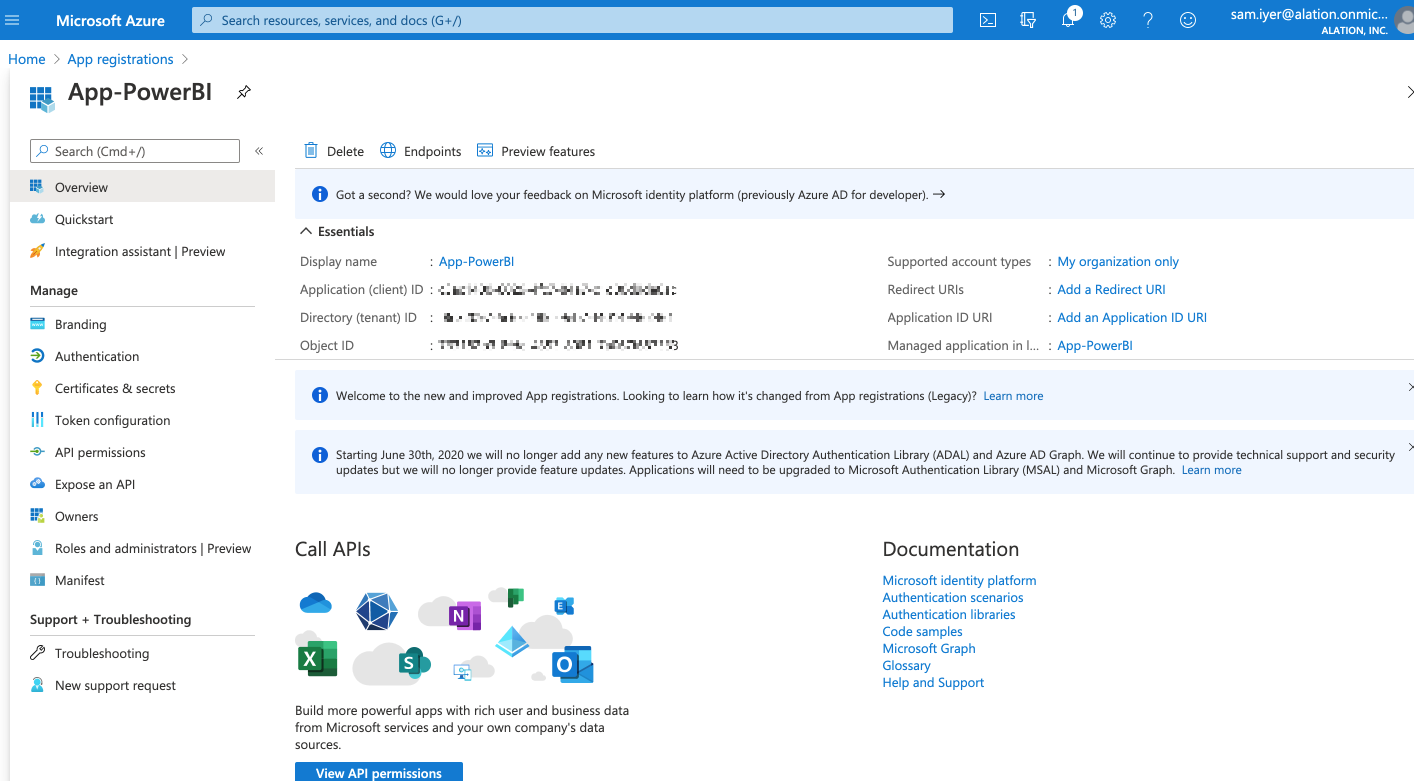 Microsoft Azure
Search resources, services, and docs (G+/)
1
sam.iyer@alation.onmic...
ALATION, INC.
Home > App registrations >
App-PowerBI
Search (Cmd+/)
«
Overview
Quickstart
Integration assistant | Preview
Manage
Branding
Authentication
Certificates & secrets
Token configuration
API permissions
Expose an API
Owners
Roles and administrators | Preview
Manifest
Support + Troubleshooting
Troubleshooting
New support request
Delete Endpoints Preview features
Got a second? We would love your feedback on Microsoft identity platform (previously Azure AD for developer). →
Essentials
Display name : App-PowerBI
Application (client) ID :
Directory (tenant) ID :
Object ID :
Supported account types : My organization only
Redirect URIs : Add a Redirect URI
Application ID URI : Add an Application ID URI
Managed application in l... : App-PowerBI
Welcome to the new and improved App registrations. Looking to learn how it's changed from App registrations (Legacy)? Learn more
Starting June 30th, 2020 we will no longer add any new features to Azure Active Directory Authentication Library (ADAL) and Azure AD Graph. We will continue to provide technical support and security
updates but we will no longer provide feature updates. Applications will need to be upgraded to Microsoft Authentication Library (MSAL) and Microsoft Graph. Learn more
Call APIs
N
E
X
S
O
Build more powerful apps with rich user and business data
from Microsoft services and your own company's data
sources.
View API permissions
Documentation
Microsoft identity platform
Authentication scenarios
Authentication libraries
Code samples
Microsoft Graph
Glossary
Help and Support